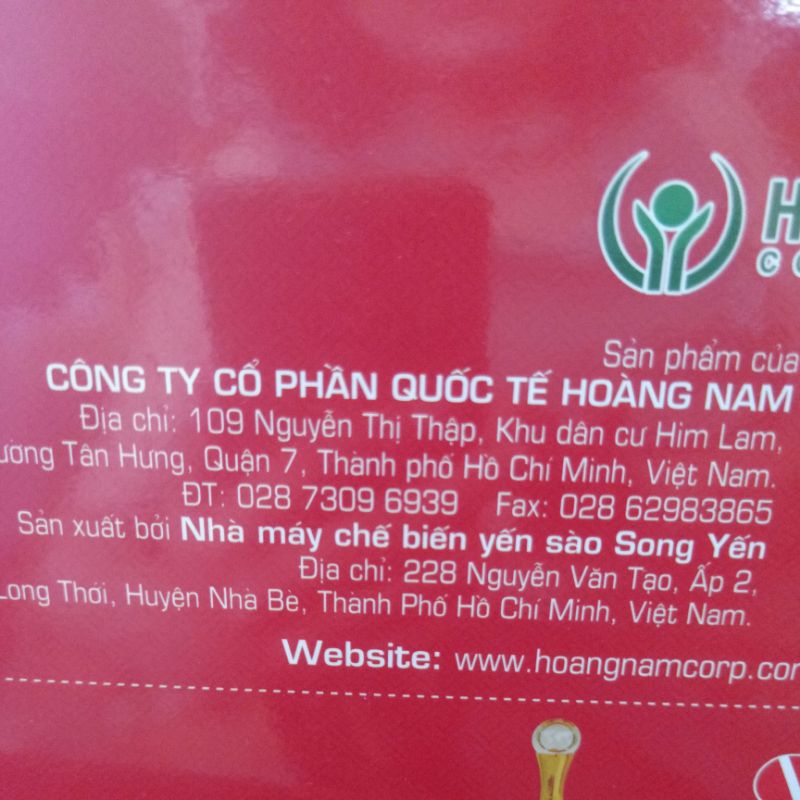 H
CO
Sản phẩm của
CÔNG TY CỔ PHẦN QUỐC TẾ HOÀNG NAM
Địa chỉ: 109 Nguyễn Thị Thập, Khu dân cư Him Lam,
ường Tân Hưng, Quận 7, Thành phố Hồ Chí Minh, Việt Nam.
ĐT: 028 7309 6939 Fax: 028 62983865
Sản xuất bởi Nhà máy chế biến yến sào Song Yến
Địa chỉ: 228 Nguyễn Văn Tạo, Ấp 2,
Long Thới, Huyện Nhà Bè, Thành Phố Hồ Chí Minh, Việt Nam.
Website: www.hoangnamcorp.com